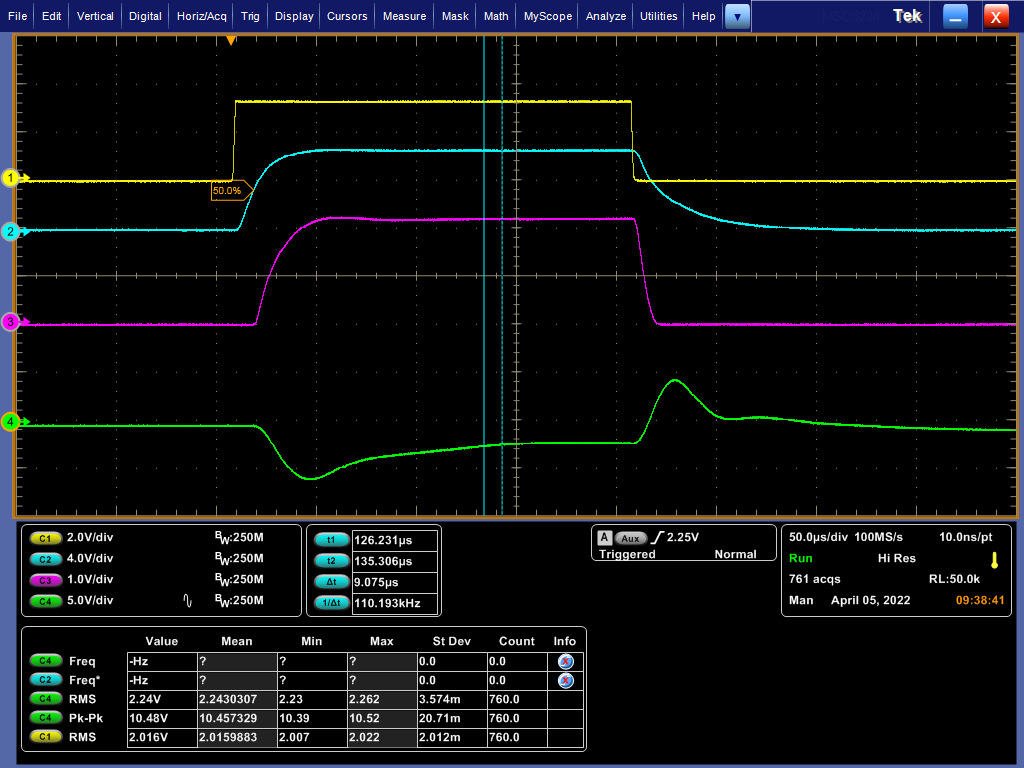 File Edit Vertical Digital Horiz/Acq Trig Display Cursors Measure Mask Math MyScope Analyze Utilities Help Tek X
1
50.0%
2
3
4
C1 2.0V/div BW:250M
C2 4.0V/div BW:250M
C3 1.0V/div BW:250M
C4 5.0V/div BW:250M
t1 126.231µs
t2 135.306µs
Δt 9.075µs
1/Δt 110.193kHz
A Aux 2.25V
Triggered Normal
50.0µs/div 100MS/s 10.0ns/pt
Run Hi Res
761 acqs RL:50.0k
Man April 05, 2022 09:38:41
Value Mean Min Max St Dev Count Info
C4 Freq -Hz ? ? ? 0.0 0.0 x
C2 Freq* -Hz ? ? ? 0.0 0.0 x
C4 RMS 2.24V 2.2430307 2.23 2.262 3.574m 760.0
C4 Pk-Pk 10.48V 10.457329 10.39 10.52 20.71m 760.0
C1 RMS 2.016V 2.0159883 2.007 2.022 2.012m 760.0